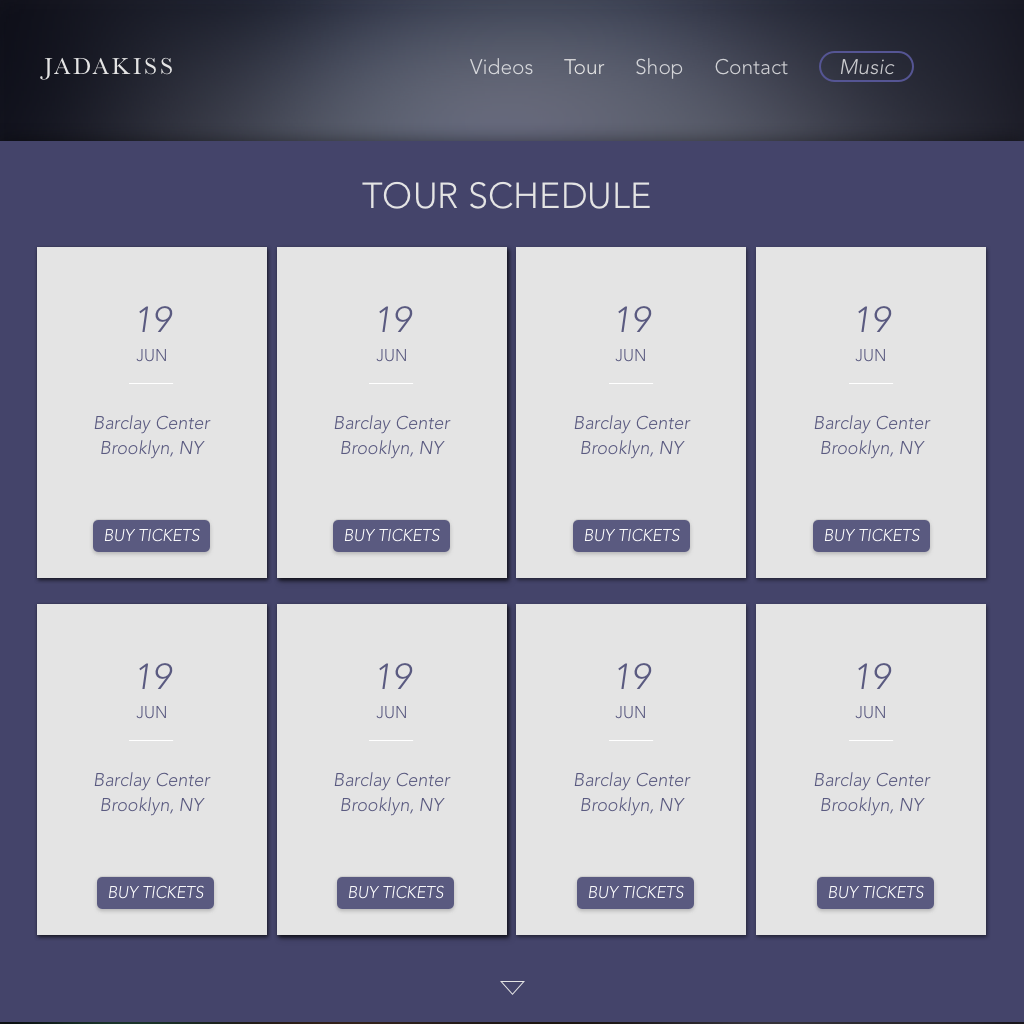 JADAKISS
Videos Tour Shop Contact Music
TOUR SCHEDULE
19 19 19 19
JUN JUN JUN JUN
Barclay Center Barclay Center Barclay Center Barclay Center
Brooklyn, NY Brooklyn, NY Brooklyn, NY Brooklyn, NY
BUY TICKETS BUY TICKETS BUY TICKETS BUY TICKETS
19 19 19 19
JUN JUN JUN JUN
Barclay Center Barclay Center Barclay Center Barclay Center
Brooklyn, NY Brooklyn, NY Brooklyn, NY Brooklyn, NY
BUY TICKETS BUY TICKETS BUY TICKETS BUY TICKETS